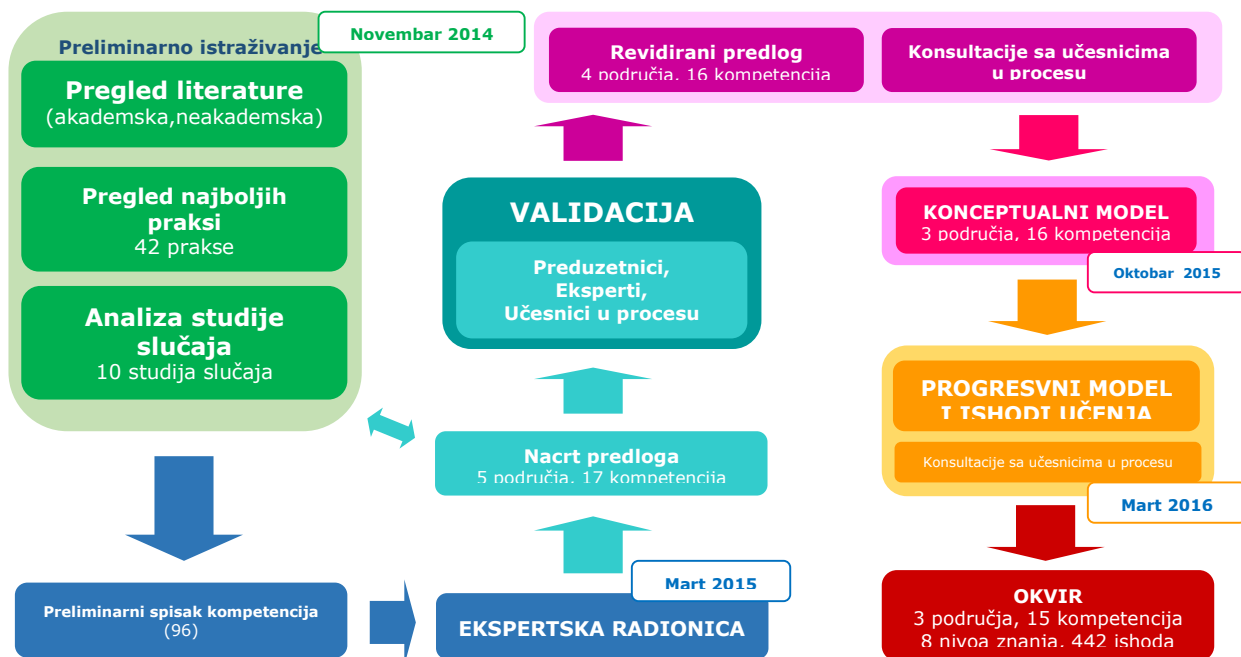 Preliminarno istraživanje
Novembar 2014
Pregled literature
(akademska,neakademska)
Pregled najboljih
praksi
42 prakse
Analiza studije
slučaja
10 studija slučaja
Preliminarni spisak kompetencija
(96)
EKSPERTSKA RADIONICA
Mart 2015
Nacrt predloga
5 područja, 17 kompetencija
VALIDACIJA
Preduzetnici,
Eksperti,
Učesnici u procesu
Revidirani predlog
4 područja, 16 kompetencija
Konsultacije sa učesnicima
u procesu
KONCEPTUALNI MODEL
3 područja, 16 kompetencija
Oktobar 2015
PROGRESVNI MODEL
I ISHODI UČENJA
Konsultacije sa učesnicima u procesu
Mart 2016
OKVIR
3 područja, 15 kompetencija
8 nivoa znanja, 442 ishoda